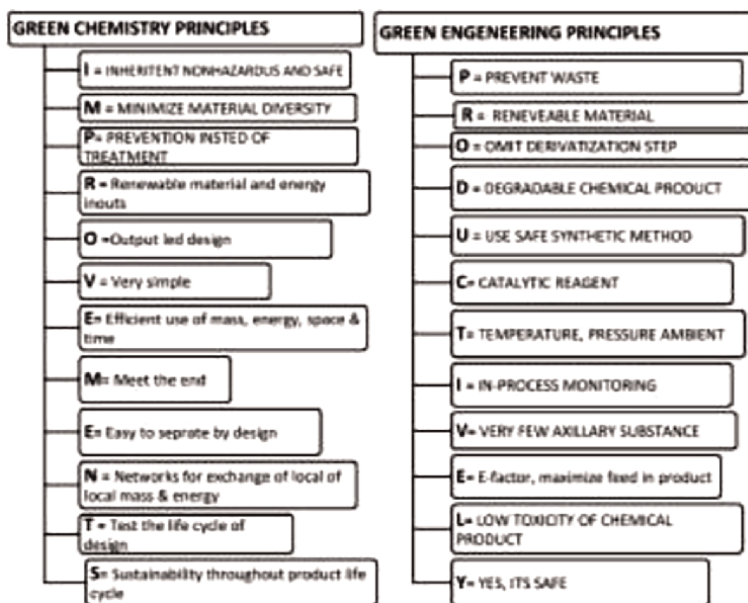 GREEN CHEMISTRY PRINCIPLES
I = INHERITENT NONHAZARDUS AND SAFE
M = MINIMIZE MATERIAL DIVERSITY
P= PREVENTION INSTED OF
TREATMENT
R = Renewable material and energy
inouts
O =Output led design
V = Very simple
E= Efficient use of mass, energy, space &
time
M= Meet the end
E= Easy to seprate by design
N = Networks for exchange of local of
local mass & energy
T = Test the life cycle of
design
S= Sustainability throughout product life
cycle
GREEN ENGENEERING PRINCIPLES
P = PREVENT WASTE
R = RENEVEABLE MATERIAL
O = OMIT DERIVATIZATION STEP
D = DEGRADABLE CHEMICAL PRODUCT
U = USE SAFE SYNTHETIC METHOD
C= CATALYTIC REAGENT
T= TEMPERATURE, PRESSURE AMBIENT
I = IN-PROCESS MONITORING
V= VERY FEW AXILLARY SUBSTANCE
E= E-factor, maximize feed in product
L= LOW TOXICITY OF CHEMICAL
PRODUCT
Y= YES, ITS SAFE